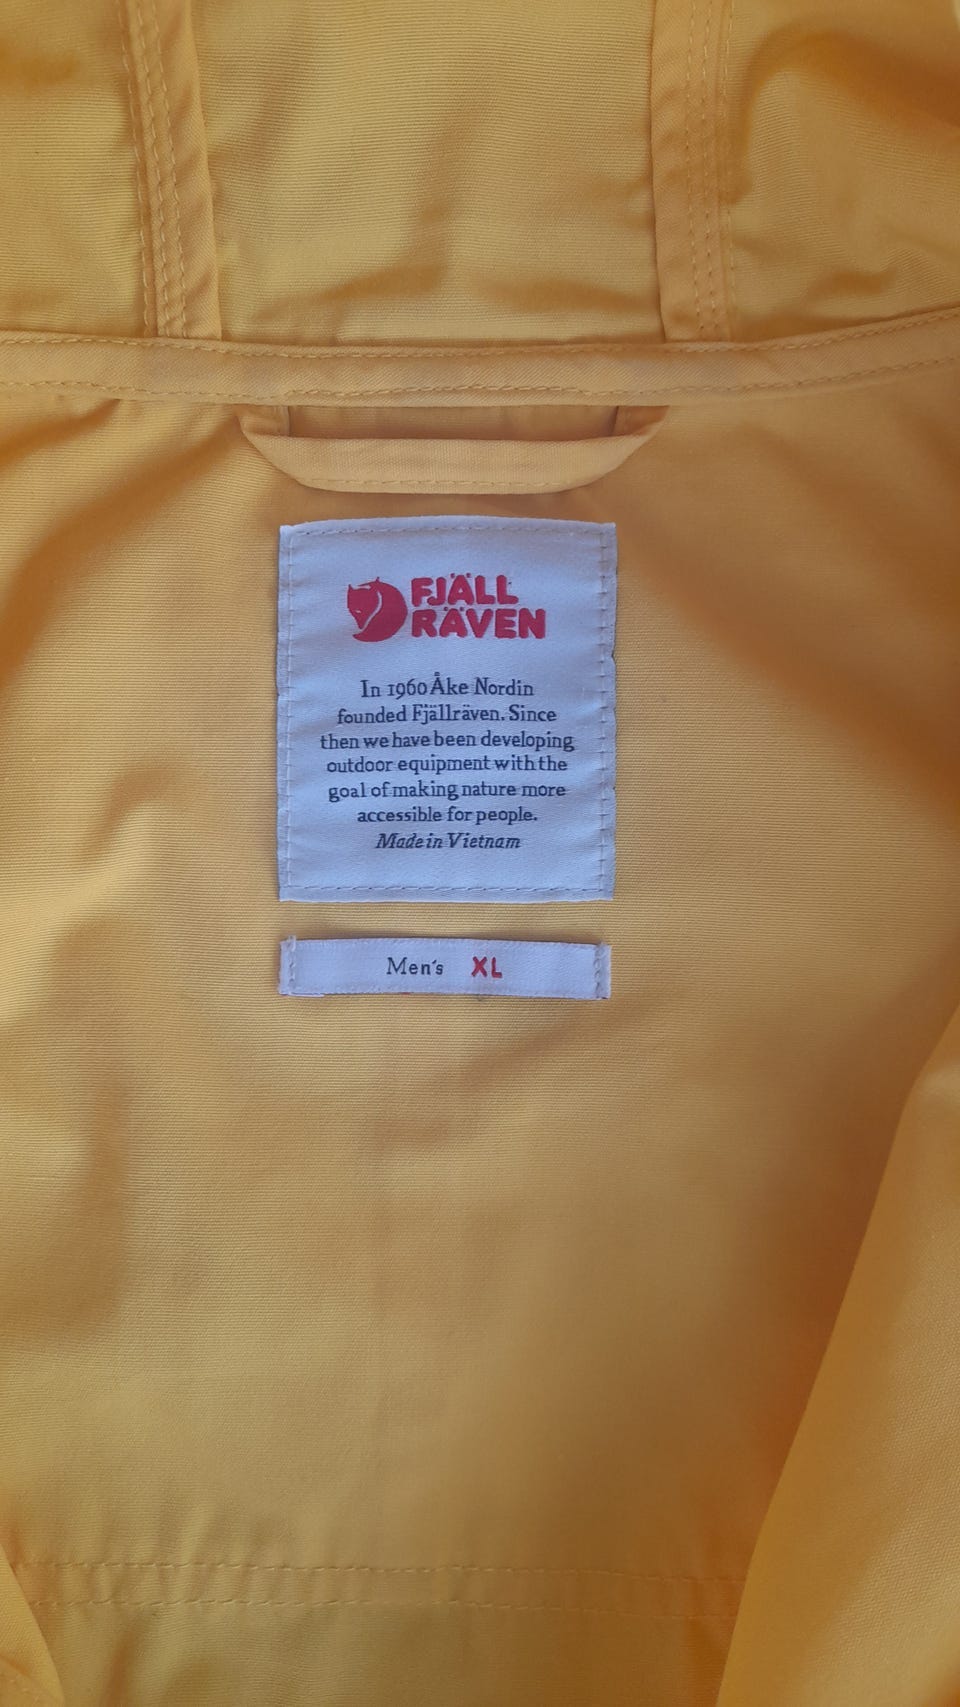 FJÄLL
RÄVEN
In 1960 Åke Nordin
founded Fjällräven. Since
then we have been developing
outdoor equipment with the
goal of making nature more
accessible for people.
Made in Vietnam
Men's XL